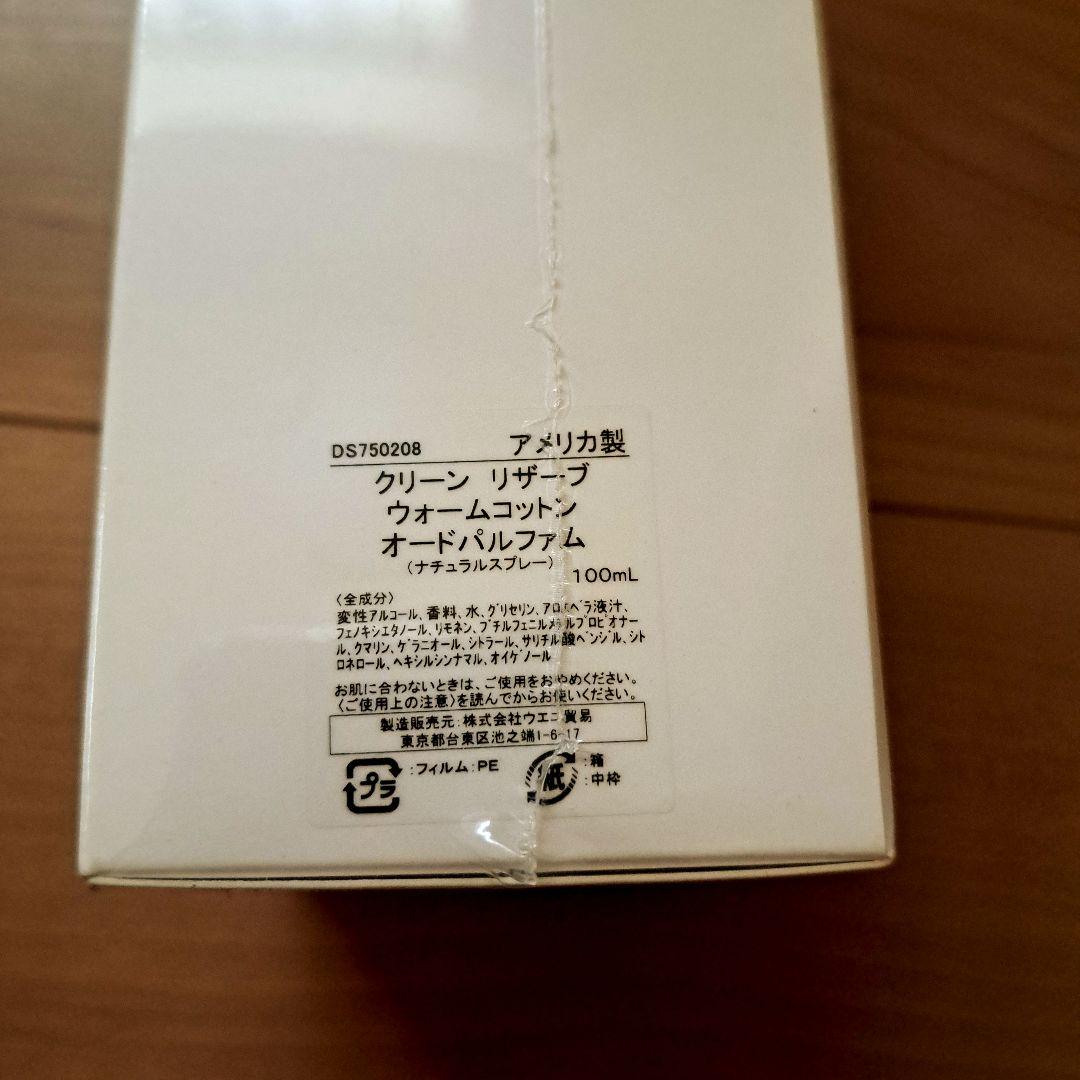 DS750208 アメリカ製
クリーン リザーブ
ウォームコットン
オードパルファム
(ナチュラルスプレー) 100mL
〈全成分〉
変性アルコール、香料、水、グリセリン、アロエベラ液汁、
フェノキシエタノール、リモネン、ブチルフェニルメチルプロピオナー
ル、クマリン、ゲラニオール、シトラール、サリチル酸ベンジル、シト
ロネロール、ヘキシルシンナマル、オイゲノール
お肌に合わないときは、ご使用をおやめください。
〈ご使用上の注意〉を読んでからお使いください。
製造販売元:株式会社ウエニ貿易
東京都台東区池之端1-6-17
プラ :フィルム:PE 紙 :箱
:中枠